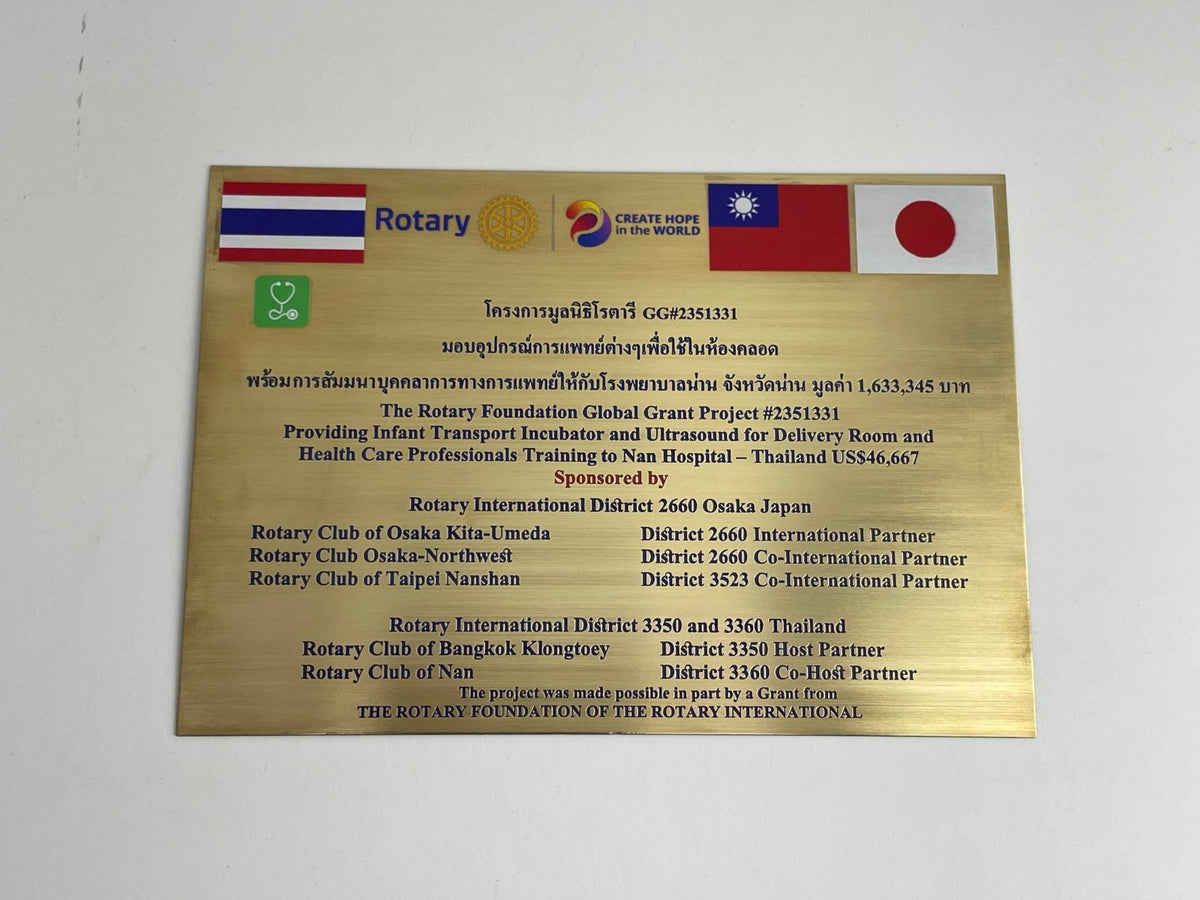 Rotary
CREATE HOPE
in the WORLD
โครงการมูลนิธิโรตารี GG#2351331
มอบอุปกรณ์การแพทย์ต่างๆเพื่อใช้ในห้องคลอด
พร้อมการสัมมนาบุคคลาการทางการแพทย์ให้กับโรงพยาบาลน่าน จังหวัดน่าน มูลค่า 1,633,345 บาท
The Rotary Foundation Global Grant Project #2351331
Providing Infant Transport Incubator and Ultrasound for Delivery Room and
Health Care Professionals Training to Nan Hospital – Thailand US$46,667
Sponsored by
Rotary International District 2660 Osaka Japan
Rotary Club of Osaka Kita-Umeda District 2660 International Partner
Rotary Club Osaka-Northwest District 2660 Co-International Partner
Rotary Club of Taipei Nanshan District 3523 Co-International Partner
Rotary International District 3350 and 3360 Thailand
Rotary Club of Bangkok Klongtoey District 3350 Host Partner
Rotary Club of Nan District 3360 Co-Host Partner
The project was made possible in part by a Grant from
THE ROTARY FOUNDATION OF THE ROTARY INTERNATIONAL